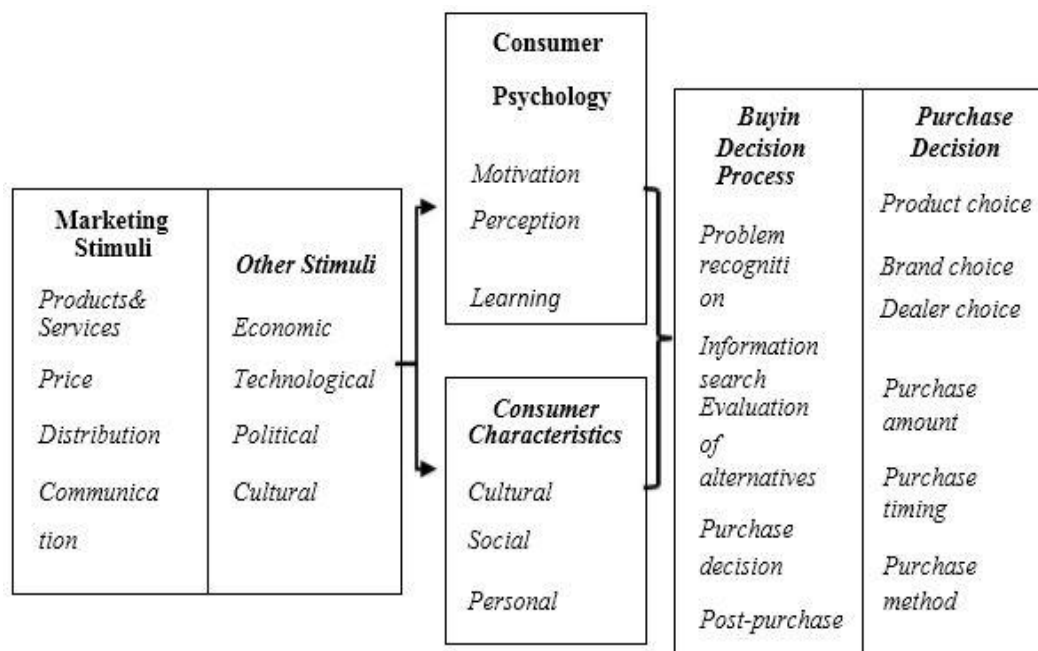 Marketing
Stimuli
Products&
Services
Price
Distribution
Communica
tion
Other Stimuli
Economic
Technological
Political
Cultural
Consumer
Psychology
Motivation
Perception
Learning
Consumer
Characteristics
Cultural
Social
Personal
Buyin
Decision
Process
Problem
recogniti
on
Information
search
Evaluation
of
alternatives
Purchase
decision
Post-purchase
Purchase
Decision
Product choice
Brand choice
Dealer choice
Purchase
amount
Purchase
timing
Purchase
method